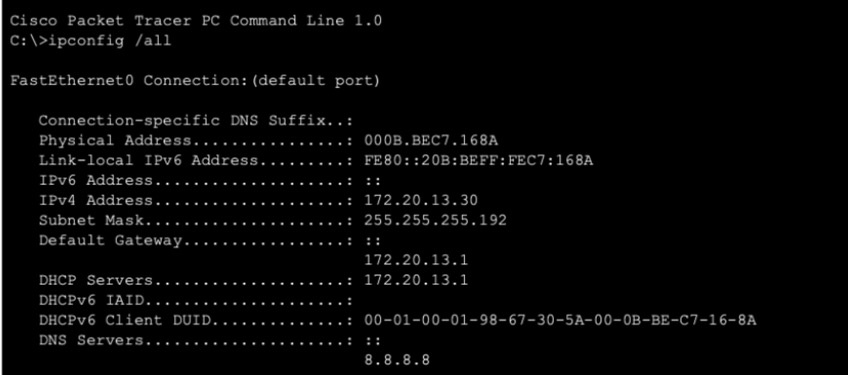 Cisco Packet Tracer PC Command Line 1.0
C:\>ipconfig /all
FastEthernet0 Connection:(default port)
Connection-specific DNS Suffix..:
Physical Address................: 000B.BEC7.168A
Link-local IPv6 Address.........: FE80::20B:BEFF:FEC7:168A
IPv6 Address....................: ::
IPv4 Address....................: 172.20.13.30
Subnet Mask.....................: 255.255.255.192
Default Gateway.................: ::
172.20.13.1
DHCP Servers....................: 172.20.13.1
DHCPv6 IAID.....................:
DHCPv6 Client DUID..............: 00-01-00-01-98-67-30-5A-00-0B-BE-C7-16-8A
DNS Servers.....................: ::
8.8.8.8